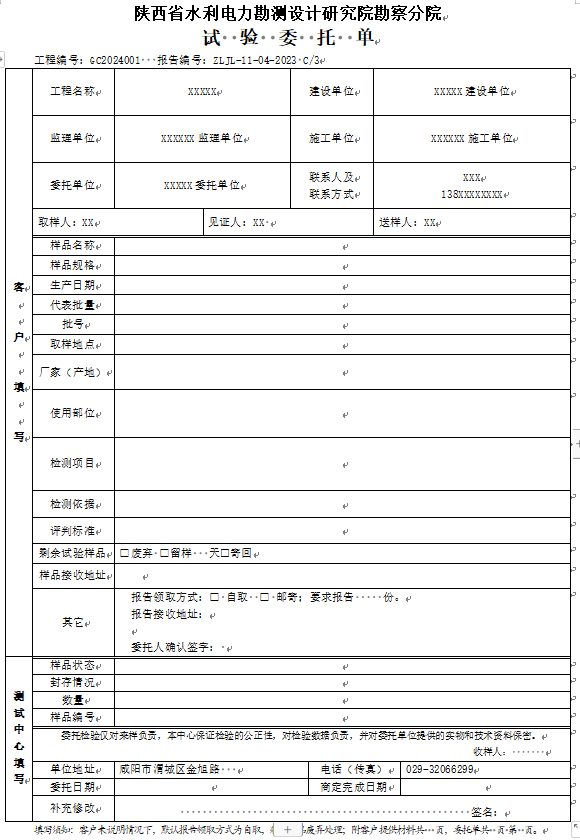 陕西省水利电力勘测设计研究院勘察分院
试 验 委 托 单
工程编号：GC2024001 报告编号：ZLJL-11-04-2023 C/3
工程名称 XXXXX 建设单位 XXXXX 建设单位
监理单位 XXXXXX 监理单位 施工单位 XXXXXX 施工单位
委托单位 XXXXX 委托单位 联系人及联系方式 XXX 138XXXXXXXX
取样人：XX 见证人：XX 送样人：XX
客户填写
样品名称
样品规格
生产日期
代表批量
批号
取样地点
厂家（产地）
使用部位
检测项目
检测依据
评判标准
剩余试验样品 □废弃 □留样 天□寄回
样品接收地址
其它
报告领取方式：□ 自取 □ 邮寄；要求报告 份。
报告接收地址：
委托人确认签字：
测试中心填写
样品状态
封存情况
数量
样品编号
委托检验仅对来样负责，本中心保证检验的公正性，对检验数据负责，并对委托单位提供的实物和技术资料保密。
收样人：
单位地址 咸阳市渭城区金旭路 电话（传真） 029-32066299
委托日期 商定完成日期
补充修改 签名：
填写须知：客户未说明情况下，默认报告领取方式为自取， 废弃处理；附客户提供材料共 页，委托单共 页 第 页。